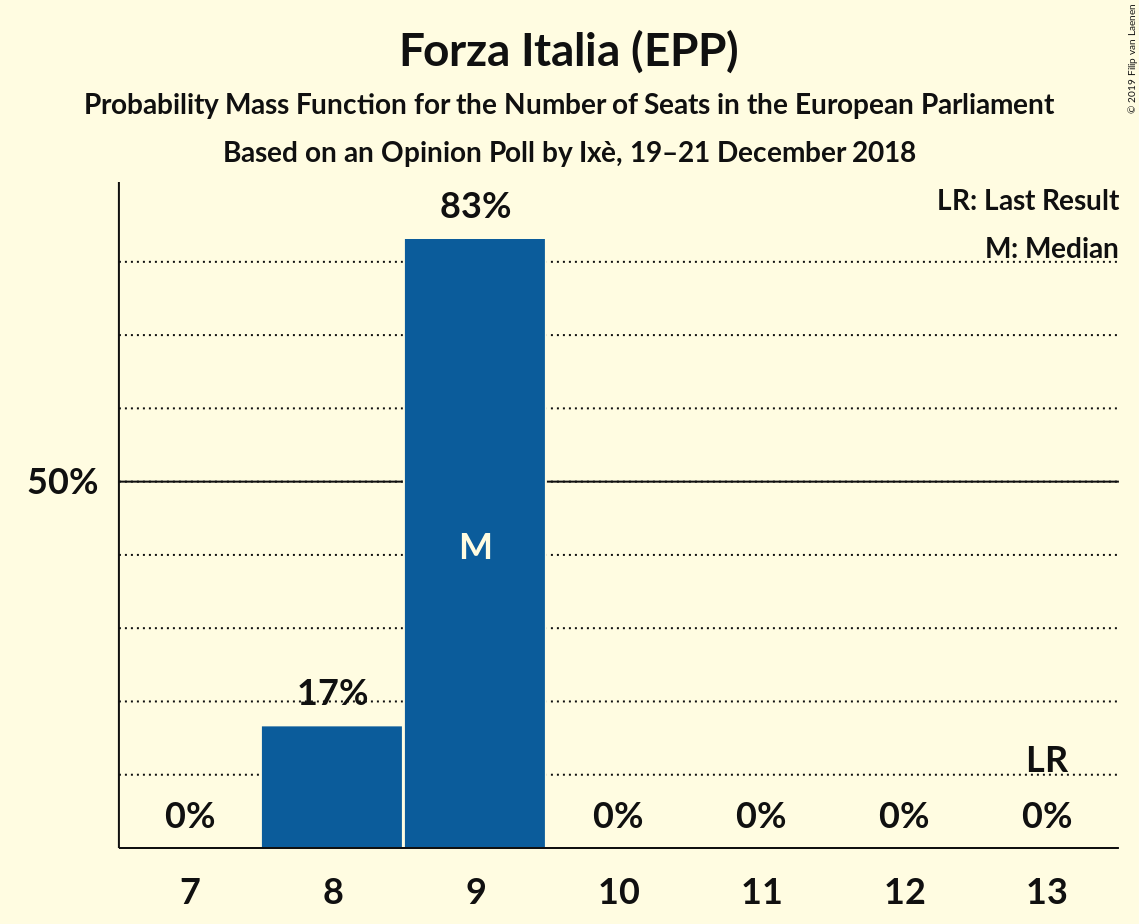 Forza Italia (EPP)
Probability Mass Function for the Number of Seats in the European Parliament
Based on an Opinion Poll by Ixè, 19–21 December 2018
© 2019 Filip van Laenen
LR: Last Result
M: Median
83%
50%
M
17%
LR
0%
0%
0%
0%
0%
7
8
9
10
11
12
13